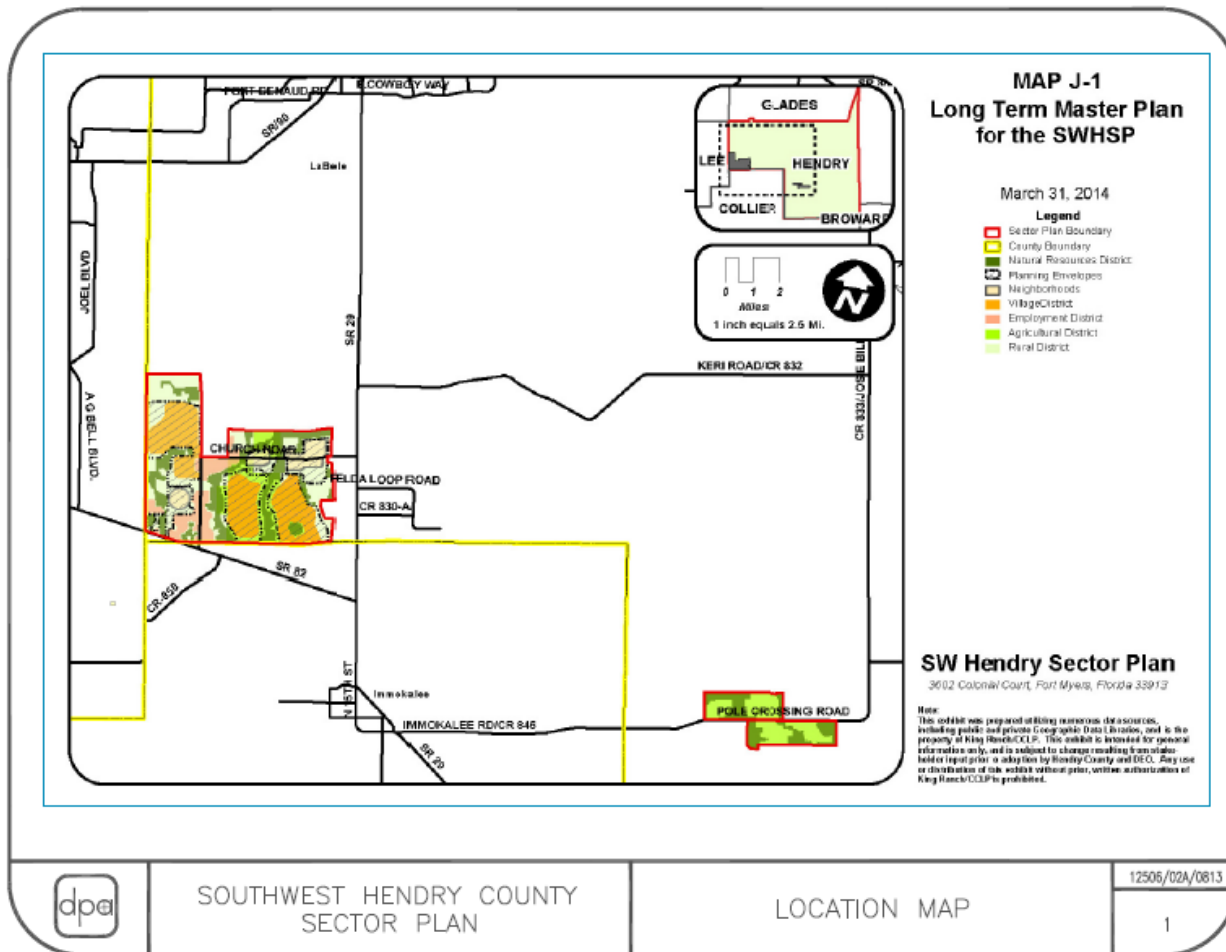 MAP J-1
Long Term Master Plan
for the SWHSP
March 31, 2014
Legend
Sector Plan Boundary
County Boundary
Natural Resources District
Planning Envelopes
Neighborhoods
VillageDistrict
Employment District
Agricultural District
Rural District
FORT DENAUD RD
COWBOY WAY
SR/80
LaBelle
JOEL BLVD
SR 29
A G BELL BLVD.
CHURCH ROAD
FELDA LOOP ROAD
CR 830-A
SR 82
CR-850
KERI ROAD/CR 832
N 15TH ST
Immokalee
IMMOKALEE RD/CR 846
SR 29
POLE CROSSING ROAD
GLADES
LEE
HENDRY
COLLIER
BROWARD
0 1 2
Miles
1 inch equals 2.5 Mi.
N
SW Hendry Sector Plan
3602 Colonial Court, Fort Myers, Florida 33913
Note:
This exhibit was prepared utilizing numerous data sources,
including public and private Geographic Data Libraries, and is the
property of King Ranch/CCLP. This exhibit is intended for general
information only, and is subject to change resulting from stake-
holder input prior to adoption by Hendry County and DEO. Any use
or distribution of this exhibit without prior, written authorization of
King Ranch/CCLP is prohibited.
dpa
SOUTHWEST HENDRY COUNTY
SECTOR PLAN
LOCATION MAP
12506/02A/0813
1